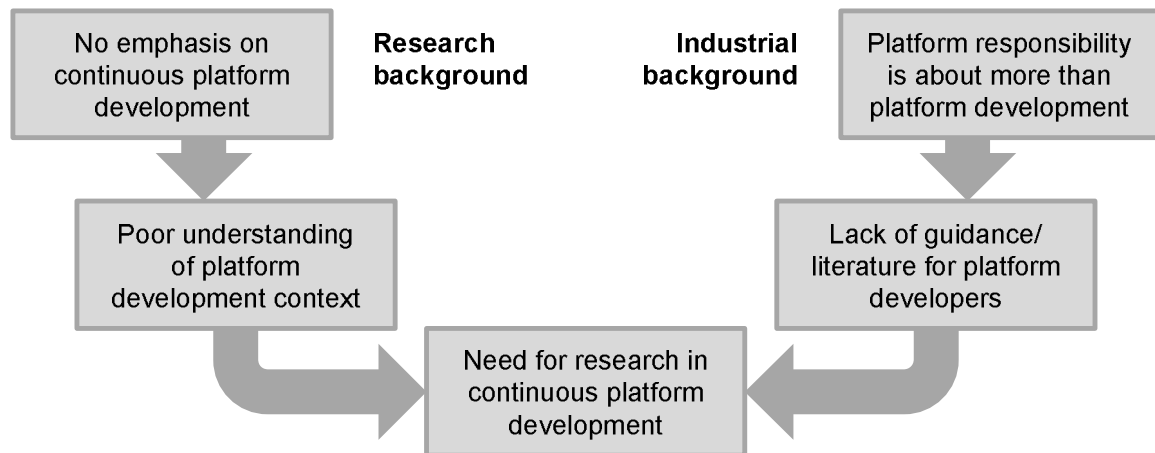 No emphasis on
continuous platform
development
Research
background
Industrial
background
Platform responsibility
is about more than
platform development
Poor understanding
of platform
development context
Lack of guidance/
literature for platform
developers
Need for research in
continuous platform
development